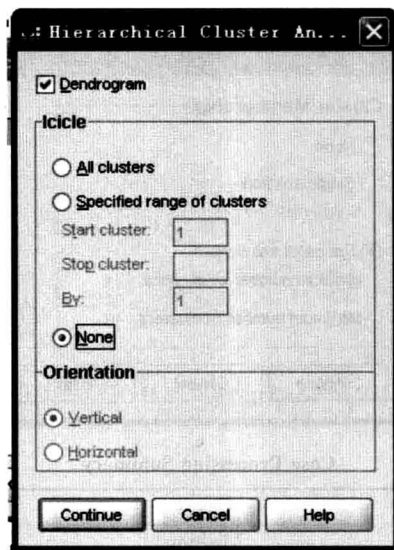 Hierarchical Cluster An...
Dendrogram
Icicle
All clusters
Specified range of clusters
Start cluster: 1
Stop cluster:
By: 1
None
Orientation
Vertical
Horizontal
Continue Cancel Help